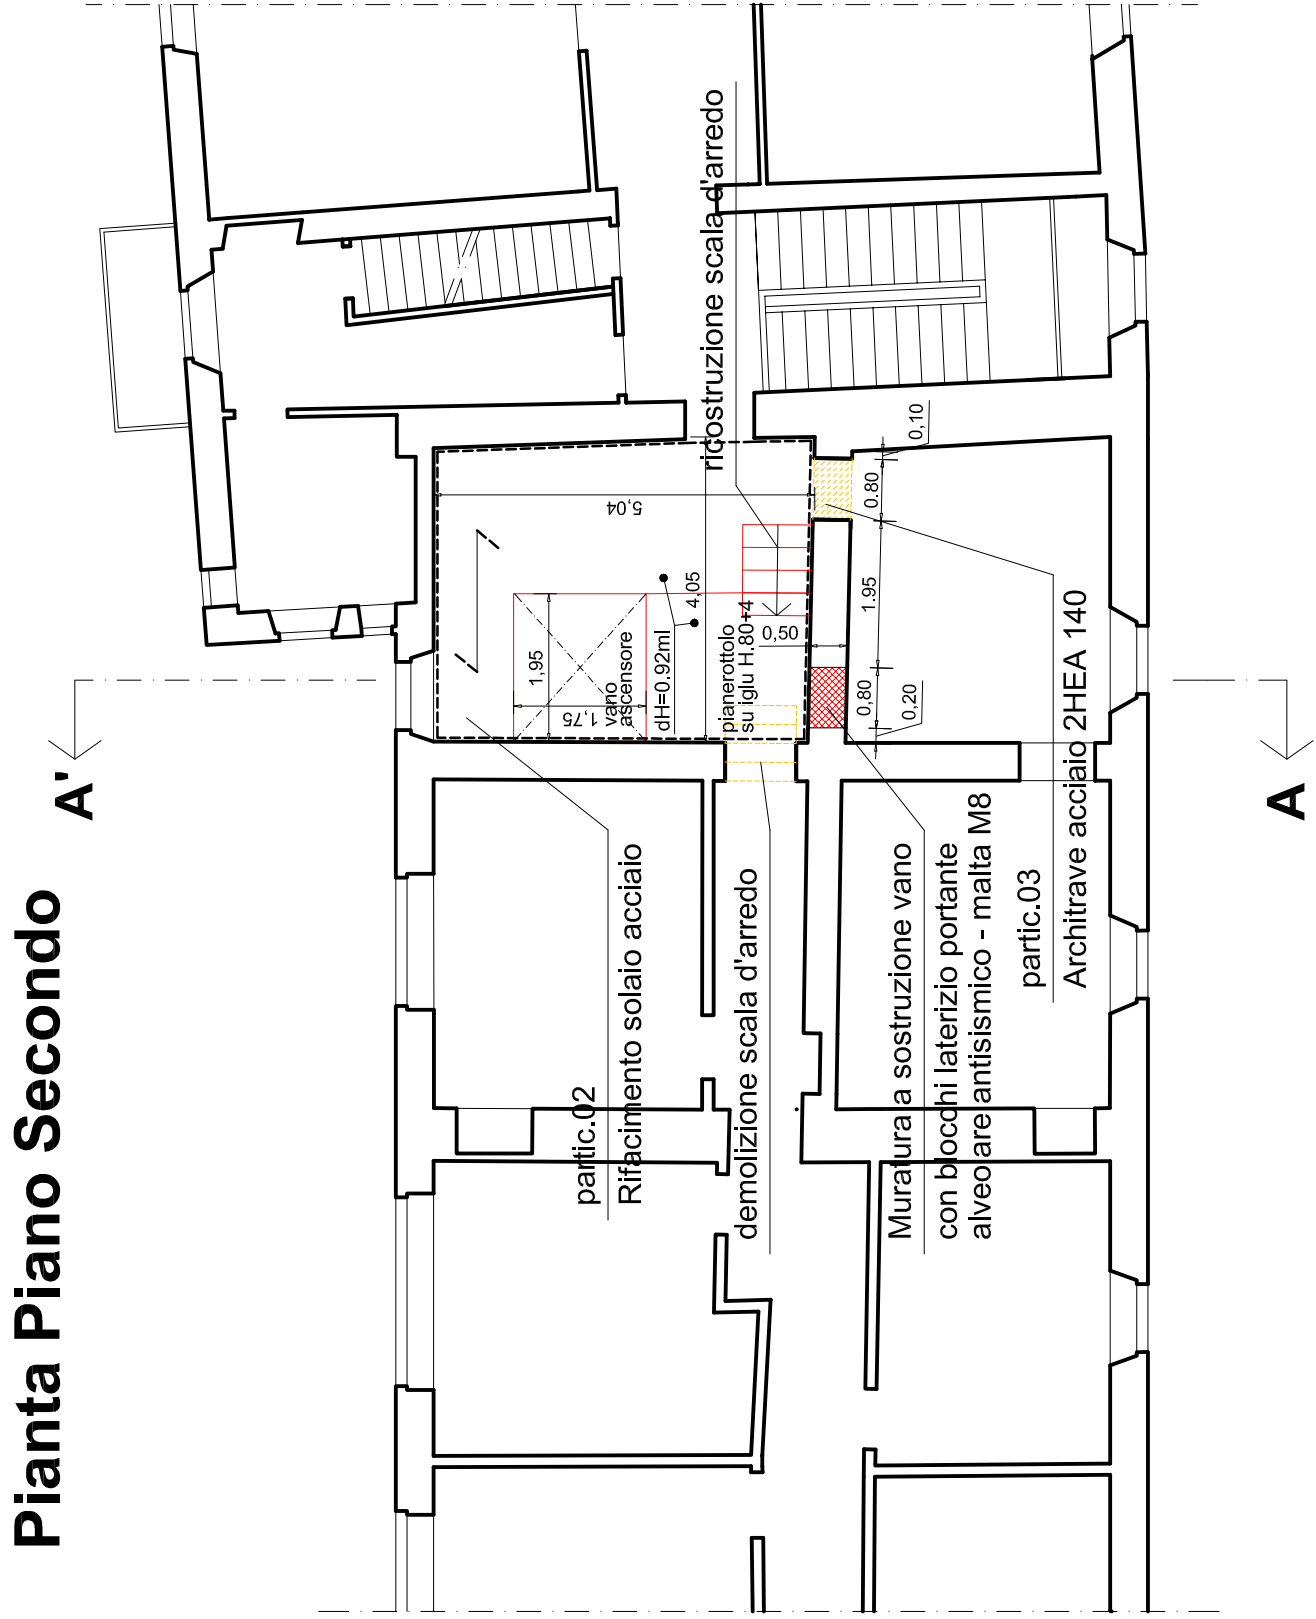 Pianta Piano Secondo
A'
A
ricostruzione scala d'arredo
5,04
4,05
1,95
1,75
vano
ascensore
dH=0.92ml
pianerottolo
su iglu H.80+4
0,50
0,10
0.80
1.95
0,80
0,20
partic.02
Rifacimento solaio acciaio
demolizione scala d'arredo
Muratura a sostruzione vano
con blocchi laterizio portante
alveolare antisismico - malta M8
partic.03
Architrave acciaio 2HEA 140